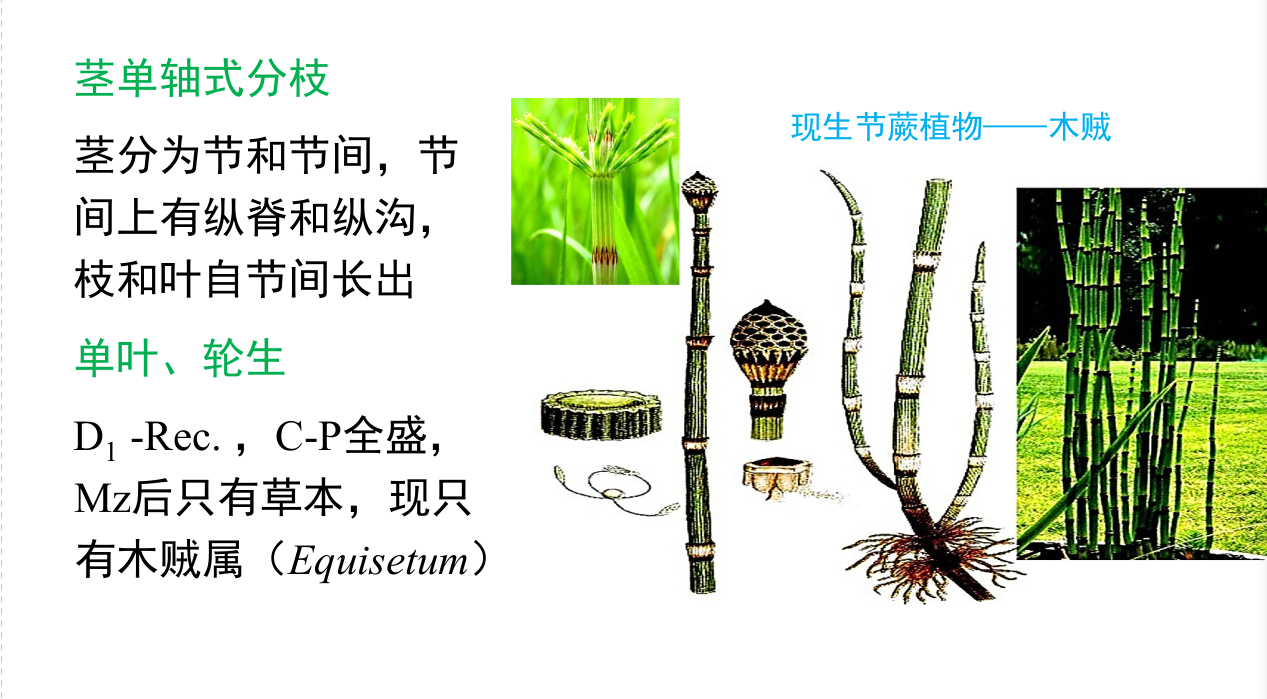 茎单轴式分枝
现生节蕨植物——木贼
茎分为节和节间，节
间上有纵脊和纵沟，
枝和叶自节间长出
单叶、轮生
D₁ -Rec. ，C-P全盛，
Mz后只有草本，现只
有木贼属（Equisetum）